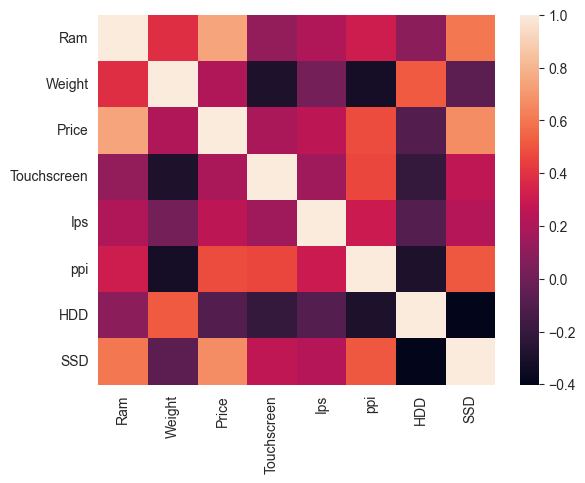 Ram
Weight
Price
Touchscreen
Ips
ppi
HDD
SSD
Ram
Weight
Price
Touchscreen
Ips
ppi
HDD
SSD
1.0
0.8
0.6
0.4
0.2
0.0
−0.2
−0.4